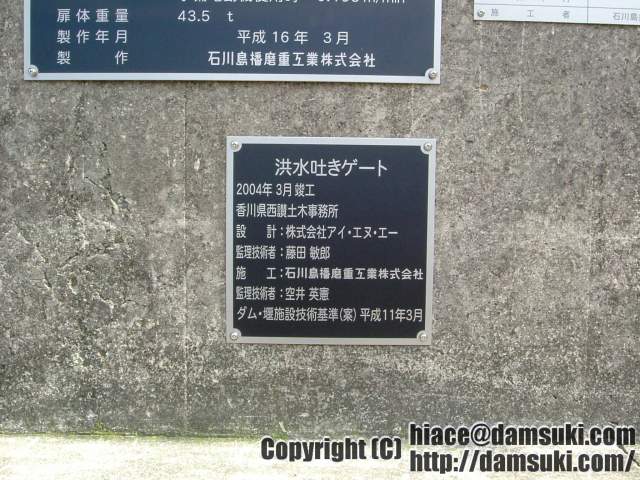 扉体重量 43.5 t
製作年月 平成16年 3月
製作 石川島播磨重工業株式会社
施工者
洪水吐きゲート
2004年 3月 竣工
香川県西讃土木事務所
設 計：株式会社アイ・エヌ・エー
監理技術者：藤田 敏郎
施 工：石川島播磨重工業株式会社
監理技術者：空井 英憲
ダム・堰施設技術基準(案) 平成11年3月
Copyright (C) hiace@damsuki.com
http://damsuki.com/